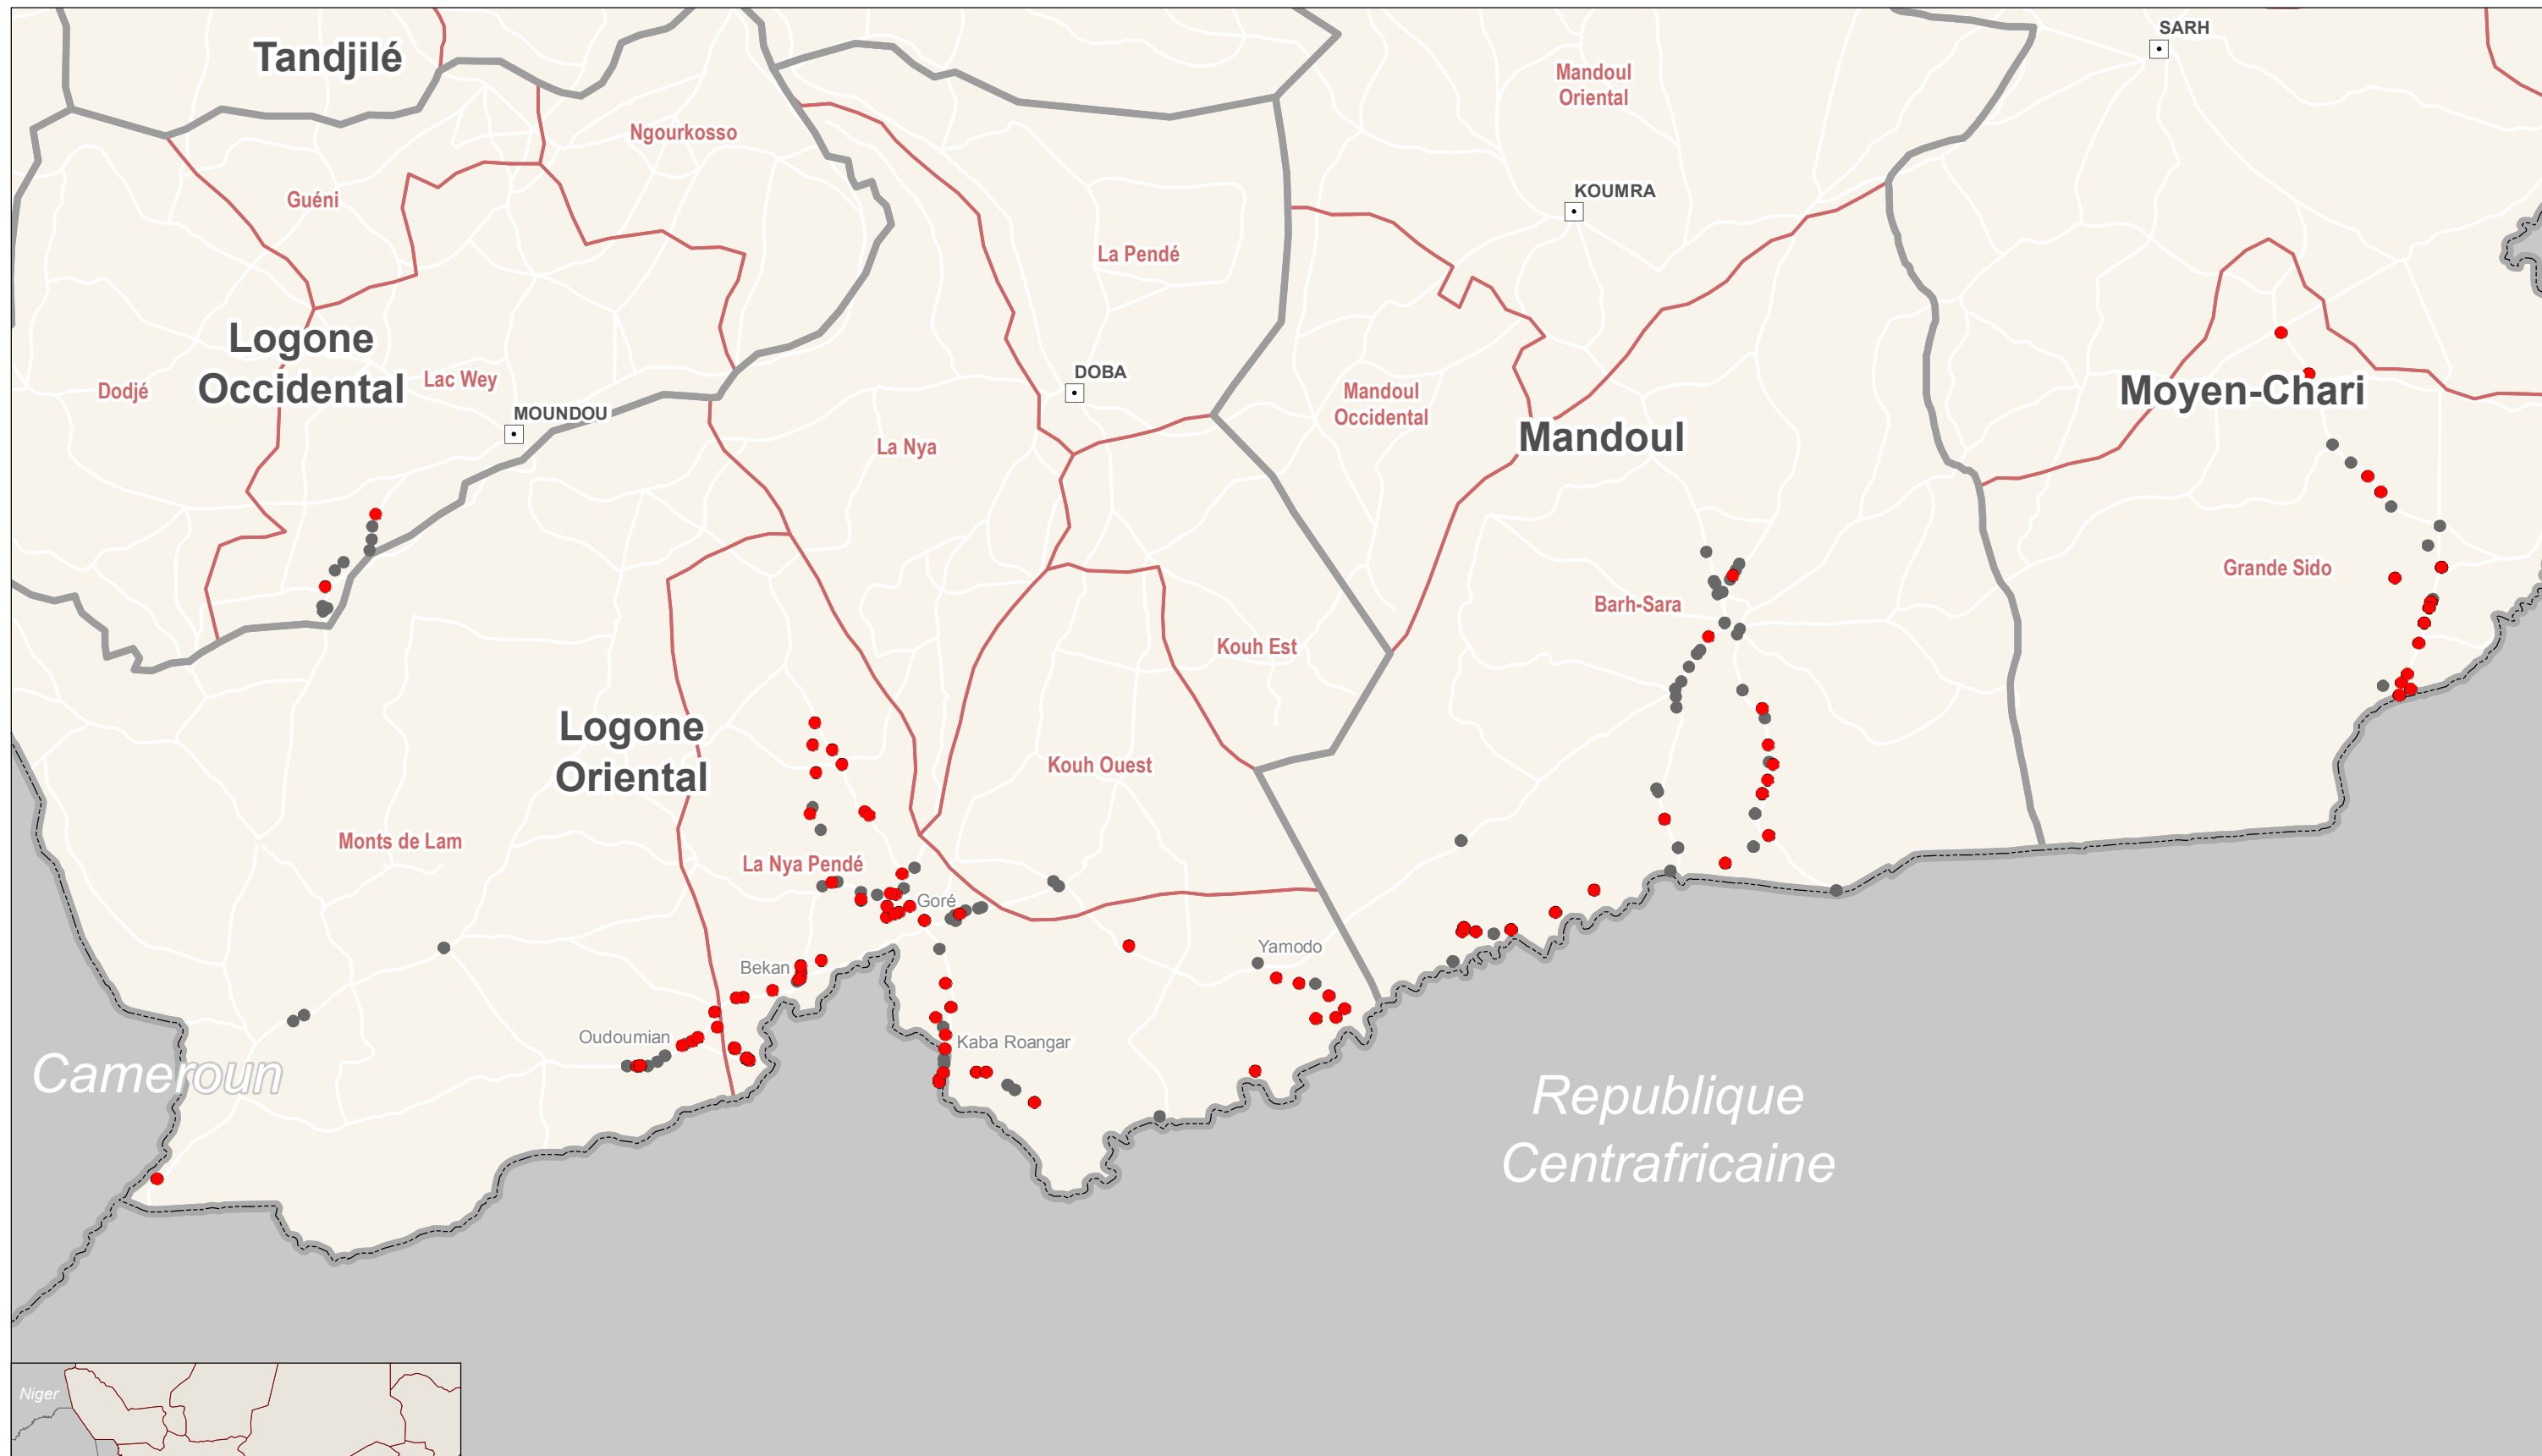 SARH
Tandjilé
Mandoul
Oriental
Ngourkosso
KOUMRA
Guéni
La Pendé
Logone
Occidental
Lac Wey
Dodjé
DOBA
Mandoul
Occidental
Moyen-Chari
MOUNDOU
Mandoul
La Nya
Grande Sido
Barh-Sara
Kouh Est
Logone
Oriental
Kouh Ouest
Monts de Lam
La Nya Pendé
Goré
Yamodo
Bekan
Oudoumian
Kaba Roangar
Cameroun
Republique
Centrafricaine
Niger